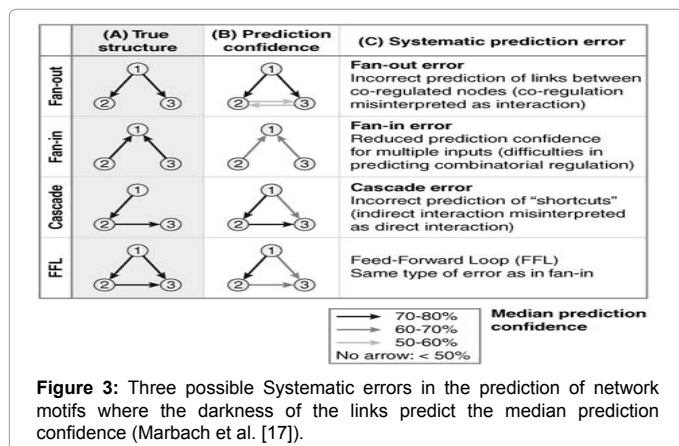 (A) True structure
(B) Prediction confidence
(C) Systematic prediction error
Fan-out
1
2 3
1
2 3
Fan-out error
Incorrect prediction of links between
co-regulated nodes (co-regulation
misinterpreted as interaction)
Fan-in
1
2 3
1
2 3
Fan-in error
Reduced prediction confidence
for multiple inputs (difficulties in
predicting combinatorial regulation)
Cascade
1
2 3
1
2 3
Cascade error
Incorrect prediction of “shortcuts”
(indirect interaction misinterpreted
as direct interaction)
FFL
1
2 3
1
2 3
Feed-Forward Loop (FFL)
Same type of error as in fan-in
70-80%
60-70%
50-60%
No arrow: < 50%
Median prediction
confidence
Figure 3: Three possible Systematic errors in the prediction of network
motifs where the darkness of the links predict the median prediction
confidence (Marbach et al. [17]).